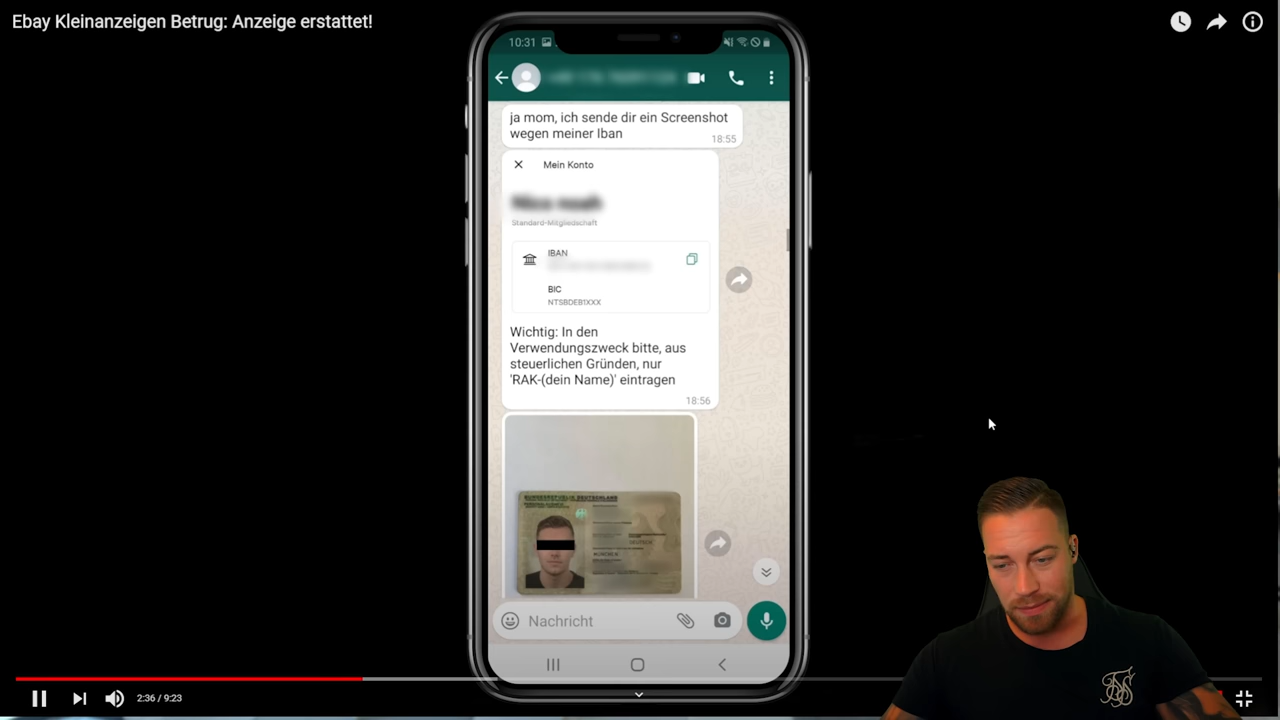 Ebay Kleinanzeigen Betrug: Anzeige erstattet!
10:31
ja mom, ich sende dir ein Screenshot
wegen meiner Iban
18:55
Mein Konto
Standard-Mitgliedschaft
IBAN
BIC
NTSBDEB1XXX
Wichtig: In den
Verwendungszweck bitte, aus
steuerlichen Gründen, nur
'RAK-(dein Name)' eintragen
18:56
BUNDESREPUBLIK DEUTSCHLAND
Nachricht
2:36 / 9:23